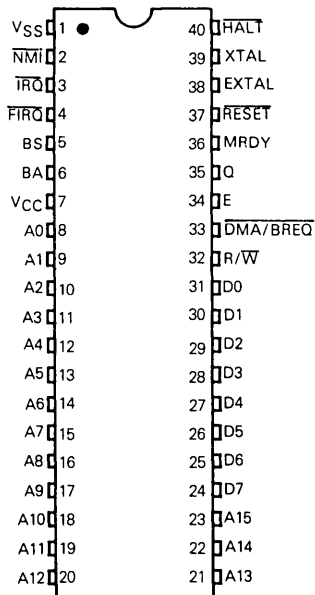 VSS 1 40 HALT
NMI 2 39 XTAL
IRQ 3 38 EXTAL
FIRQ 4 37 RESET
BS 5 36 MRDY
BA 6 35 Q
VCC 7 34 E
A0 8 33 DMA/BREQ
A1 9 32 R/W
A2 10 31 D0
A3 11 30 D1
A4 12 29 D2
A5 13 28 D3
A6 14 27 D4
A7 15 26 D5
A8 16 25 D6
A9 17 24 D7
A10 18 23 A15
A11 19 22 A14
A12 20 21 A13